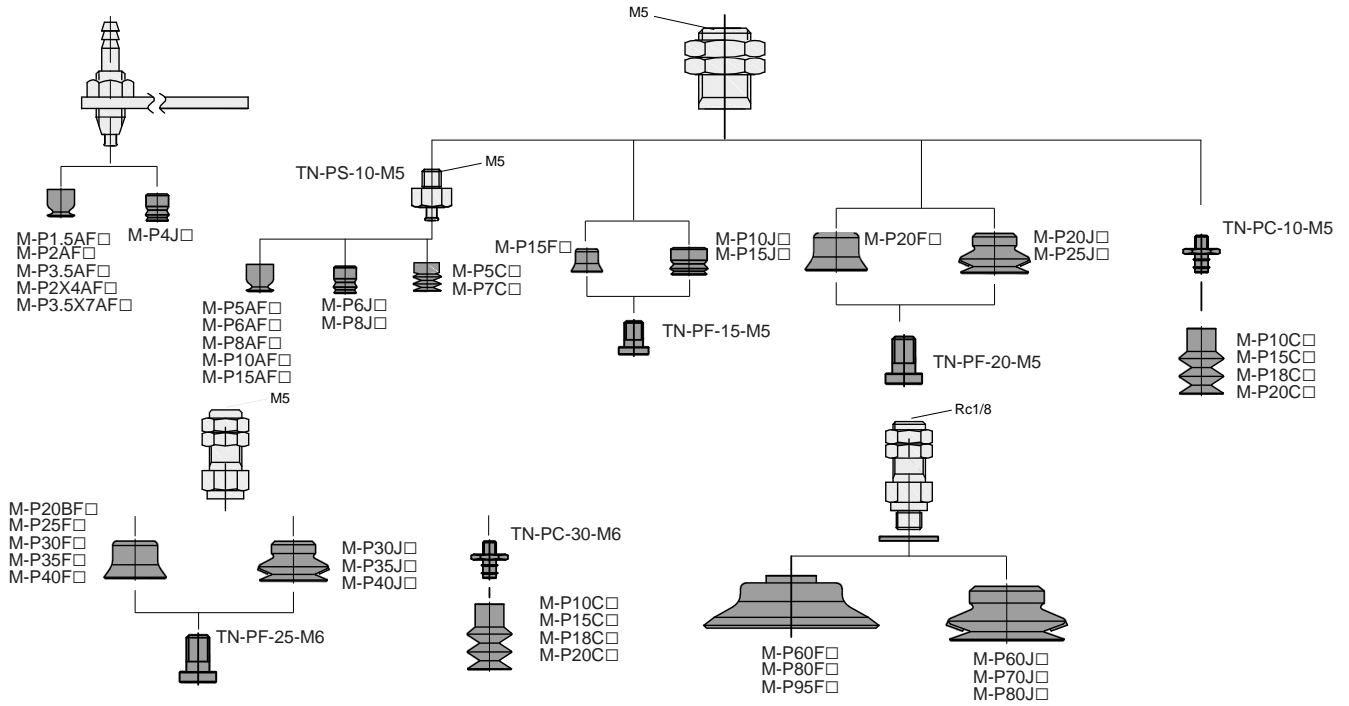 M5
TN-PS-10-M5
M5
M-P1.5AF□
M-P2AF□
M-P3.5AF□
M-P2X4AF□
M-P3.5X7AF□
M-P4J□
M-P5AF□
M-P6AF□
M-P8AF□
M-P10AF□
M-P15AF□
M-P6J□
M-P8J□
M-P5C□
M-P7C□
M-P15F□
M-P10J□
M-P15J□
TN-PF-15-M5
M-P20F□
M-P20J□
M-P25J□
TN-PF-20-M5
TN-PC-10-M5
M-P10C□
M-P15C□
M-P18C□
M-P20C□
M5
M-P20BF□
M-P25F□
M-P30F□
M-P35F□
M-P40F□
M-P30J□
M-P35J□
M-P40J□
TN-PF-25-M6
TN-PC-30-M6
M-P10C□
M-P15C□
M-P18C□
M-P20C□
Rc1/8
M-P60F□
M-P80F□
M-P95F□
M-P60J□
M-P70J□
M-P80J□